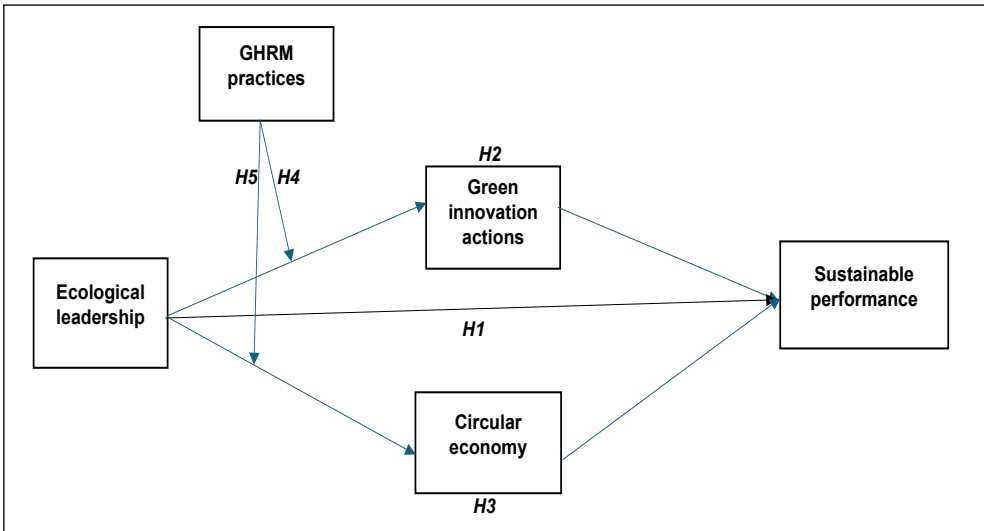 GHRM
practices
H5
H4
H2
Green
innovation
actions
Ecological
leadership
Sustainable
performance
H1
Circular
economy
H3